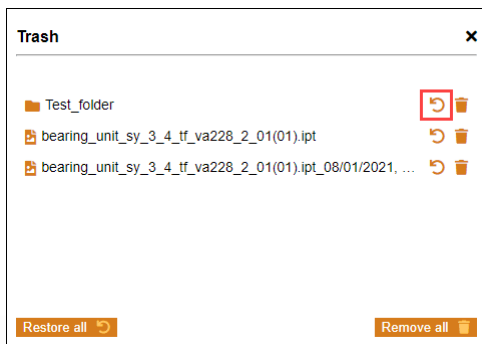 Trash
Test_folder
bearing_unit_sy_3_4_tf_va228_2_01(01).ipt
bearing_unit_sy_3_4_tf_va228_2_01(01).ipt_08/01/2021, ...
Restore all
Remove all